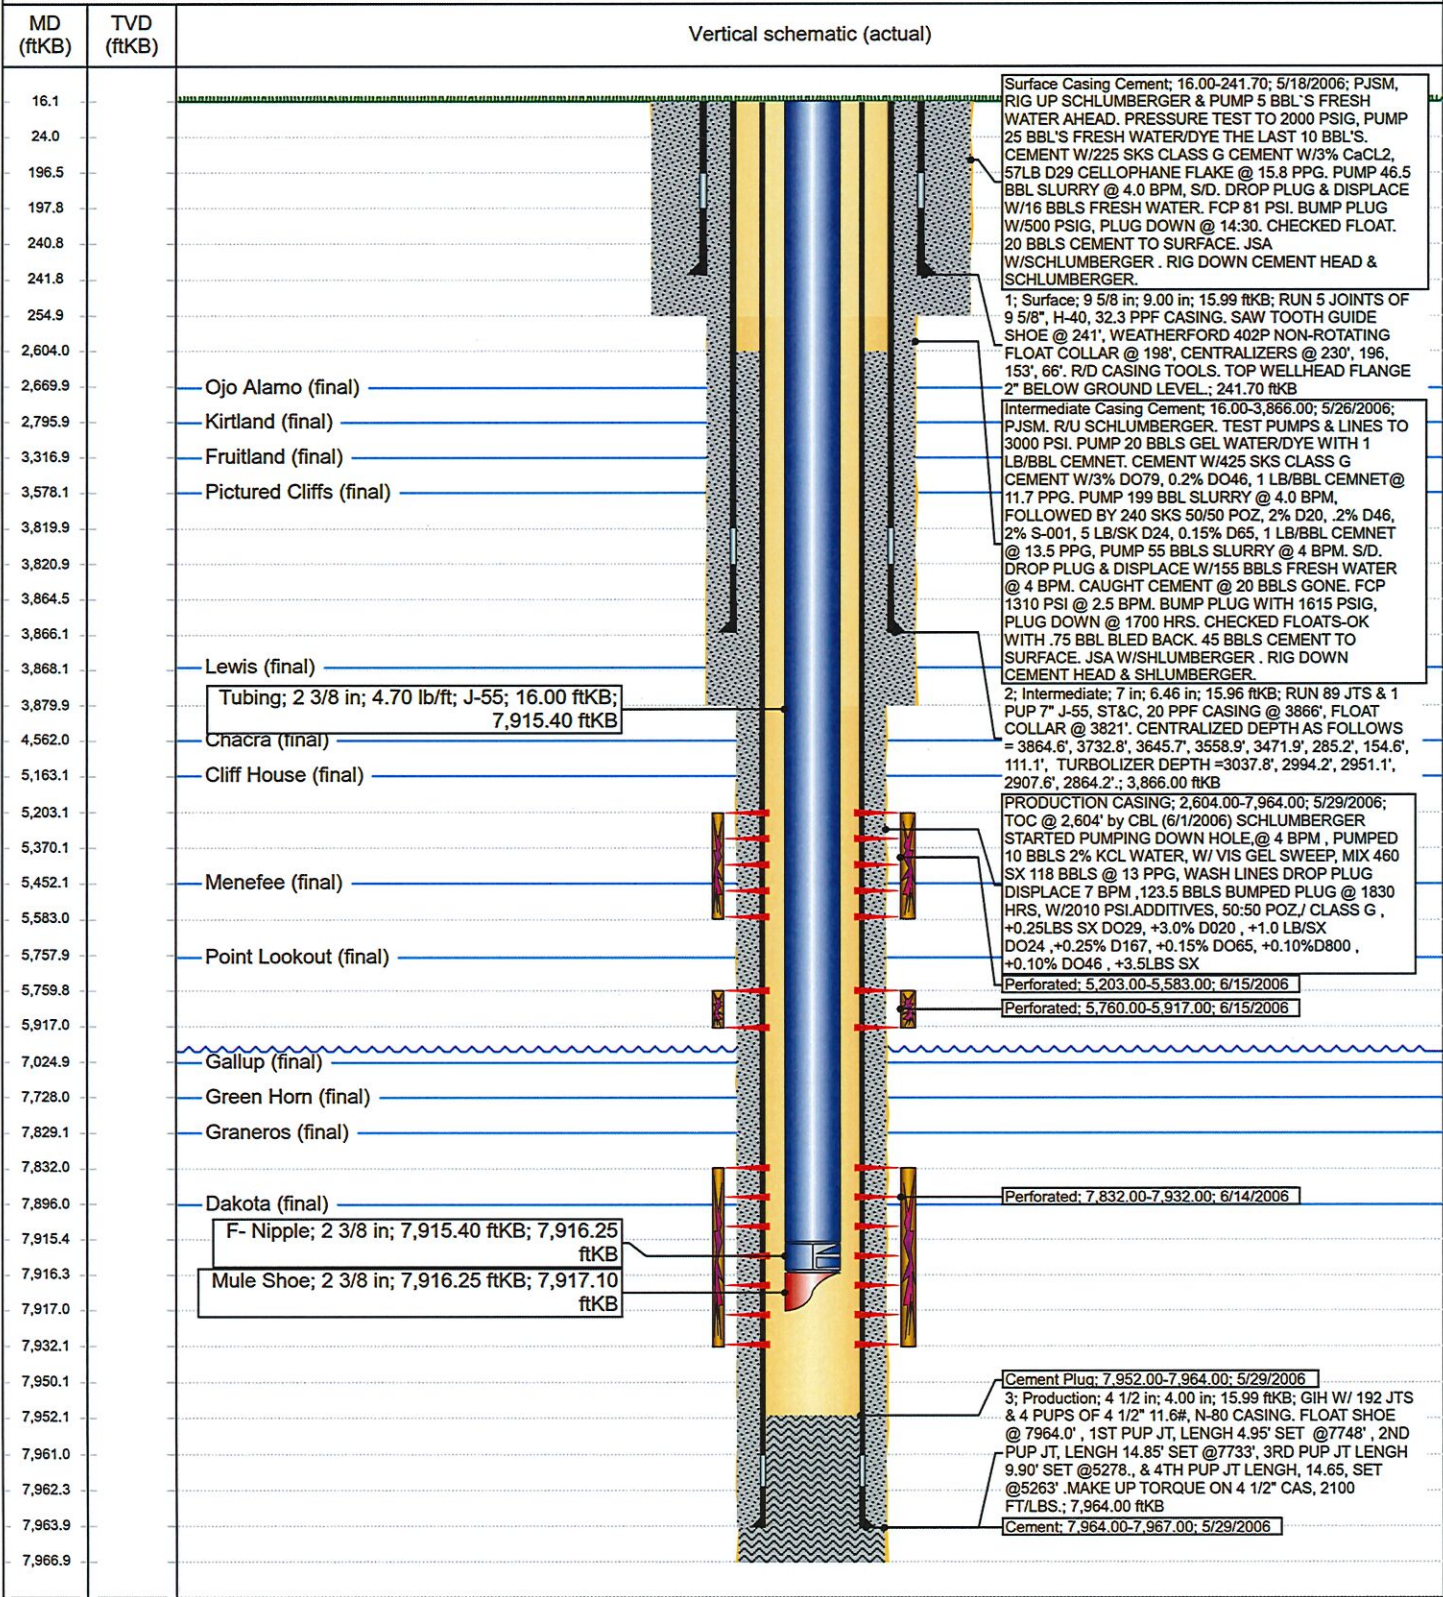 MD
(ftKB)
TVD
(ftKB)
Vertical schematic (actual)
16.1
24.0
196.5
197.8
240.8
241.8
254.9
2,604.0
2,669.9
2,795.9
3,316.9
3,578.1
3,819.9
3,820.9
3,864.5
3,866.1
3,868.1
3,879.9
4,562.0
5,163.1
5,203.1
5,370.1
5,452.1
5,583.0
5,757.9
5,759.8
5,917.0
7,024.9
7,728.0
7,829.1
7,832.0
7,896.0
7,915.4
7,916.3
7,917.0
7,932.1
7,950.1
7,952.1
7,961.0
7,962.3
7,963.9
7,966.9
Ojo Alamo (final)
Kirtland (final)
Fruitland (final)
Pictured Cliffs (final)
Lewis (final)
Tubing; 2 3/8 in; 4.70 lb/ft; J-55; 16.00 ftKB;
7,915.40 ftKB
Chacra (final)
Cliff House (final)
Menefee (final)
Point Lookout (final)
Gallup (final)
Green Horn (final)
Graneros (final)
Dakota (final)
F- Nipple; 2 3/8 in; 7,915.40 ftKB; 7,916.25
ftKB
Mule Shoe; 2 3/8 in; 7,916.25 ftKB; 7,917.10
ftKB
Surface Casing Cement; 16.00-241.70; 5/18/2006; PJSM,
RIG UP SCHLUMBERGER & PUMP 5 BBL`S FRESH
WATER AHEAD. PRESSURE TEST TO 2000 PSIG, PUMP
25 BBL'S FRESH WATER/DYE THE LAST 10 BBL'S.
CEMENT W/225 SKS CLASS G CEMENT W/3% CaCL2,
57LB D29 CELLOPHANE FLAKE @ 15.8 PPG. PUMP 46.5
BBL SLURRY @ 4.0 BPM, S/D. DROP PLUG & DISPLACE
W/16 BBLS FRESH WATER. FCP 81 PSI. BUMP PLUG
W/500 PSIG, PLUG DOWN @ 14:30. CHECKED FLOAT.
20 BBLS CEMENT TO SURFACE. JSA
W/SCHLUMBERGER . RIG DOWN CEMENT HEAD &
SCHLUMBERGER.
1; Surface; 9 5/8 in; 9.00 in; 15.99 ftKB; RUN 5 JOINTS OF
9 5/8", H-40, 32.3 PPF CASING. SAW TOOTH GUIDE
SHOE @ 241', WEATHERFORD 402P NON-ROTATING
FLOAT COLLAR @ 198', CENTRALIZERS @ 230', 196,
153', 66'. R/D CASING TOOLS. TOP WELLHEAD FLANGE
2" BELOW GROUND LEVEL.; 241.70 ftKB
Intermediate Casing Cement; 16.00-3,866.00; 5/26/2006;
PJSM. R/U SCHLUMBERGER. TEST PUMPS & LINES TO
3000 PSI. PUMP 20 BBLS GEL WATER/DYE WITH 1
LB/BBL CEMNET. CEMENT W/425 SKS CLASS G
CEMENT W/3% DO79, 0.2% DO46, 1 LB/BBL CEMNET@
11.7 PPG. PUMP 199 BBL SLURRY @ 4.0 BPM,
FOLLOWED BY 240 SKS 50/50 POZ, 2% D20, .2% D46,
2% S-001, 5 LB/SK D24, 0.15% D65, 1 LB/BBL CEMNET
@ 13.5 PPG, PUMP 55 BBLS SLURRY @ 4 BPM. S/D.
DROP PLUG & DISPLACE W/155 BBLS FRESH WATER
@ 4 BPM. CAUGHT CEMENT @ 20 BBLS GONE. FCP
1310 PSI @ 2.5 BPM. BUMP PLUG WITH 1615 PSIG,
PLUG DOWN @ 1700 HRS. CHECKED FLOATS-OK
WITH .75 BBL BLED BACK. 45 BBLS CEMENT TO
SURFACE. JSA W/SHLUMBERGER . RIG DOWN
CEMENT HEAD & SHLUMBERGER.
2; Intermediate; 7 in; 6.46 in; 15.96 ftKB; RUN 89 JTS & 1
PUP 7" J-55, ST&C, 20 PPF CASING @ 3866', FLOAT
COLLAR @ 3821'. CENTRALIZED DEPTH AS FOLLOWS
= 3864.6', 3732.8', 3645.7', 3558.9', 3471.9', 285.2', 154.6',
111.1', TURBOLIZER DEPTH =3037.8', 2994.2', 2951.1',
2907.6', 2864.2'.; 3,866.00 ftKB
PRODUCTION CASING; 2,604.00-7,964.00; 5/29/2006;
TOC @ 2,604' by CBL (6/1/2006) SCHLUMBERGER
STARTED PUMPING DOWN HOLE,@ 4 BPM , PUMPED
10 BBLS 2% KCL WATER, W/ VIS GEL SWEEP, MIX 460
SX 118 BBLS @ 13 PPG, WASH LINES DROP PLUG
DISPLACE 7 BPM ,123.5 BBLS BUMPED PLUG @ 1830
HRS, W/2010 PSI.ADDITIVES, 50:50 POZ,/ CLASS G ,
+0.25LBS SX DO29, +3.0% D020 , +1.0 LB/SX
DO24 ,+0.25% D167, +0.15% DO65, +0.10%D800 ,
+0.10% DO46 , +3.5LBS SX
Perforated; 5,203.00-5,583.00; 6/15/2006
Perforated; 5,760.00-5,917.00; 6/15/2006
Perforated; 7,832.00-7,932.00; 6/14/2006
Cement Plug; 7,952.00-7,964.00; 5/29/2006
3; Production; 4 1/2 in; 4.00 in; 15.99 ftKB; GIH W/ 192 JTS
& 4 PUPS OF 4 1/2" 11.6#, N-80 CASING. FLOAT SHOE
@ 7964.0' , 1ST PUP JT, LENGH 4.95' SET @7748' , 2ND
PUP JT, LENGH 14.85' SET @7733', 3RD PUP JT LENGH
9.90' SET @5278., & 4TH PUP JT LENGH, 14.65, SET
@5263' .MAKE UP TORQUE ON 4 1/2" CAS, 2100
FT/LBS.; 7,964.00 ftKB
Cement; 7,964.00-7,967.00; 5/29/2006